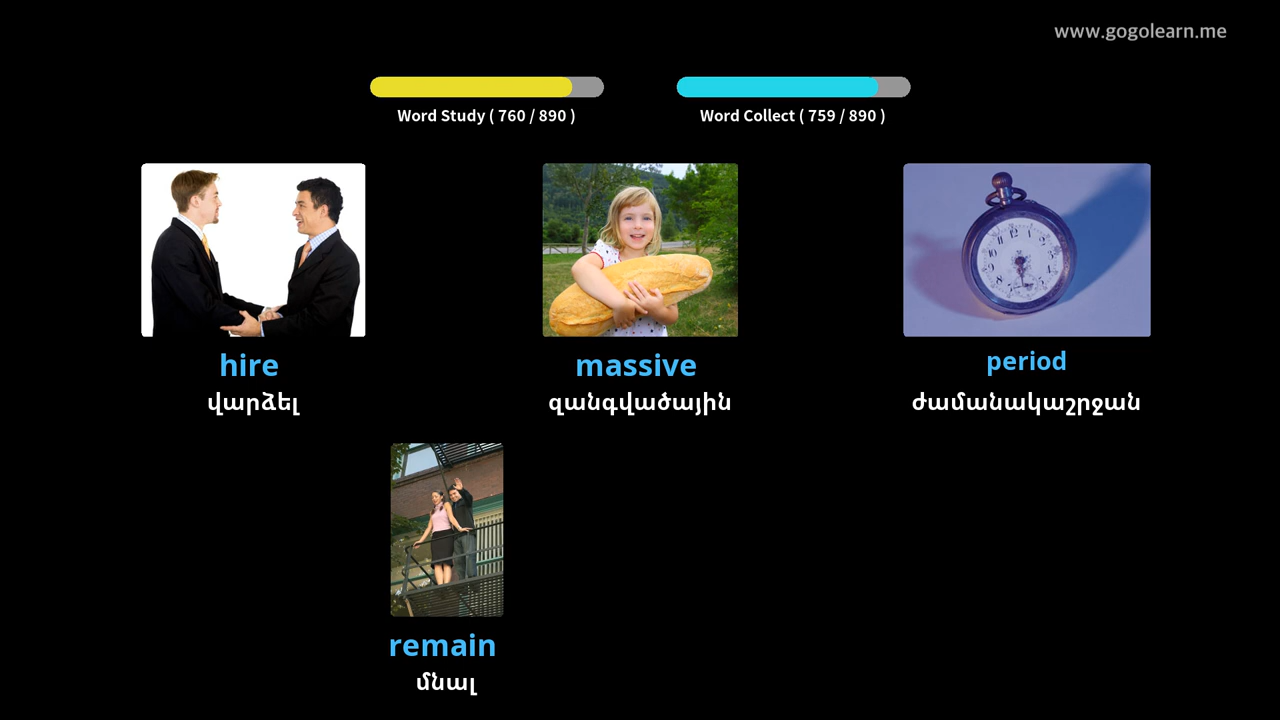 www.gogolearn.me
Word Study ( 760 / 890 )
Word Collect ( 759 / 890 )
hire
վարձել
massive
զանգվածային
period
ժամանակաշրջան
remain
մնալ